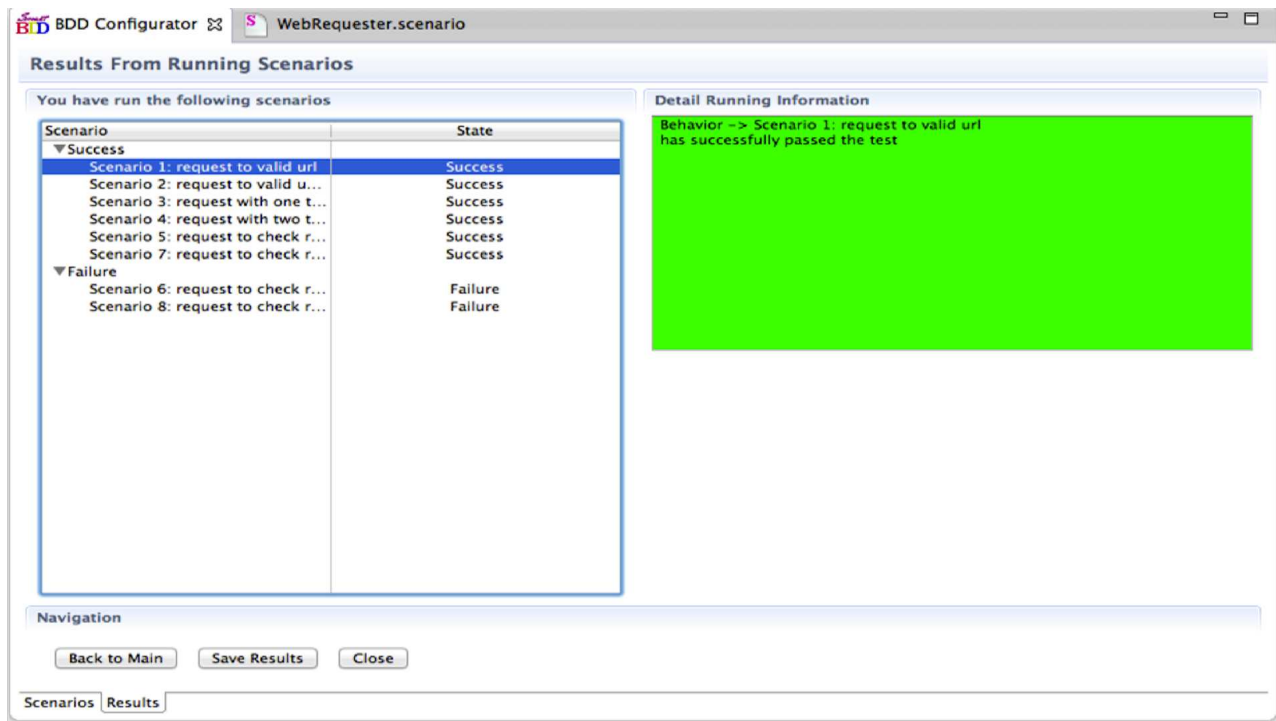 Smart BDD BDD Configurator WebRequester.scenario
Results From Running Scenarios
You have run the following scenarios
Scenario State
Success
Scenario 1: request to valid url Success
Scenario 2: request to valid u... Success
Scenario 3: request with one t... Success
Scenario 4: request with two t... Success
Scenario 5: request to check r... Success
Scenario 7: request to check r... Success
Failure
Scenario 6: request to check r... Failure
Scenario 8: request to check r... Failure
Detail Running Information
Behavior -> Scenario 1: request to valid url
has successfully passed the test
Navigation
Back to Main Save Results Close
Scenarios Results